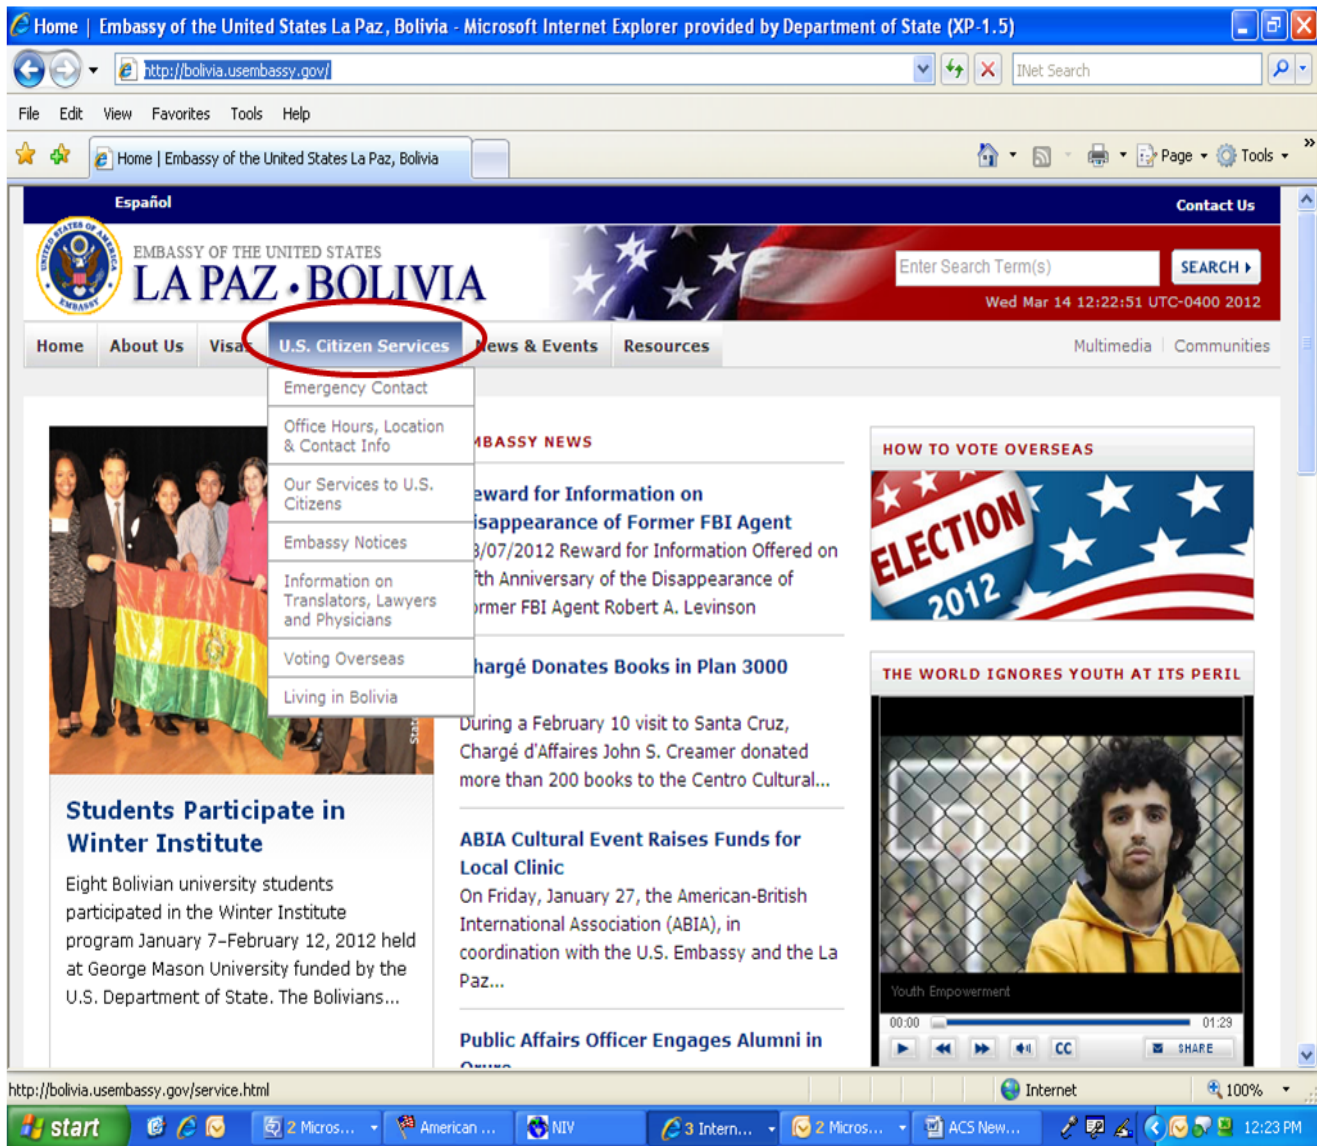 Home | Embassy of the United States La Paz, Bolivia - Microsoft Internet Explorer provided by Department of State (XP-1.5)
http://bolivia.usembassy.gov/
INet Search
File Edit View Favorites Tools Help
Home | Embassy of the United States La Paz, Bolivia
Page Tools
Español
Contact Us
EMBASSY OF THE UNITED STATES
LA PAZ • BOLIVIA
UNITED STATES OF AMERICA
EMBASSY
Enter Search Term(s)
SEARCH
Wed Mar 14 12:22:51 UTC-0400 2012
Home About Us Visas U.S. Citizen Services News & Events Resources
Multimedia | Communities
Emergency Contact
Office Hours, Location
& Contact Info
Our Services to U.S.
Citizens
Embassy Notices
Information on
Translators, Lawyers
and Physicians
Voting Overseas
Living in Bolivia
State
Students Participate in
Winter Institute
Eight Bolivian university students
participated in the Winter Institute
program January 7–February 12, 2012 held
at George Mason University funded by the
U.S. Department of State. The Bolivians...
MBASSY NEWS
eward for Information on
isappearance of Former FBI Agent
3/07/2012 Reward for Information Offered on
fth Anniversary of the Disappearance of
ormer FBI Agent Robert A. Levinson
hargé Donates Books in Plan 3000
During a February 10 visit to Santa Cruz,
Chargé d'Affaires John S. Creamer donated
more than 200 books to the Centro Cultural...
ABIA Cultural Event Raises Funds for
Local Clinic
On Friday, January 27, the American-British
International Association (ABIA), in
coordination with the U.S. Embassy and the La
Paz...
Public Affairs Officer Engages Alumni in
Oruro
HOW TO VOTE OVERSEAS
ELECTION
2012
THE WORLD IGNORES YOUTH AT ITS PERIL
Youth Empowerment
00:00 01:29
CC SHARE
http://bolivia.usembassy.gov/service.html
Internet
100%
start
2 Micros...
American ...
NIV
3 Intern...
2 Micros...
ACS New...
12:23 PM